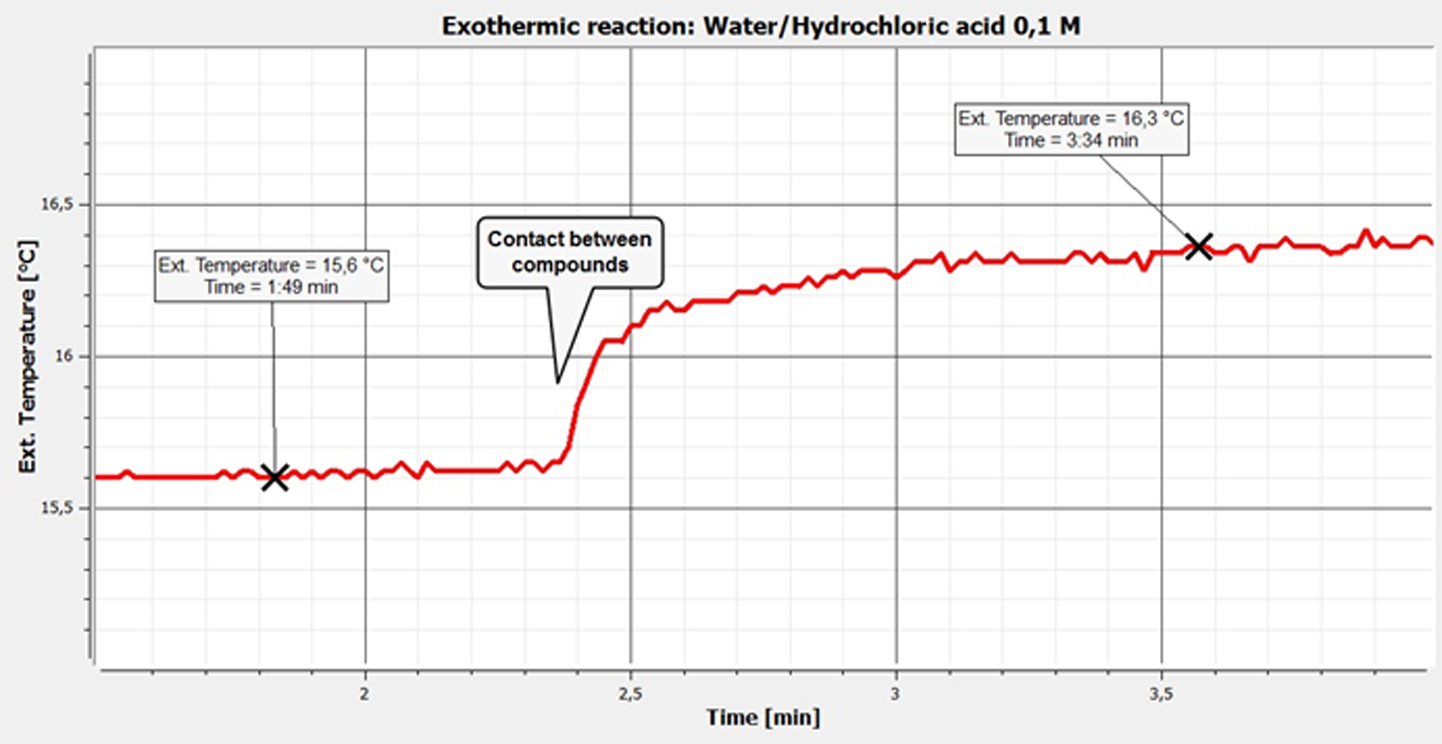 Exothermic reaction: Water/Hydrochloric acid 0,1 M
Ext. Temperature = 16,3 °C
Time = 3:34 min
Contact between
compounds
Ext. Temperature = 15,6 °C
Time = 1:49 min
Ext. Temperature [°C]
16,5
16
15,5
2
2,5
3
3,5
Time [min]